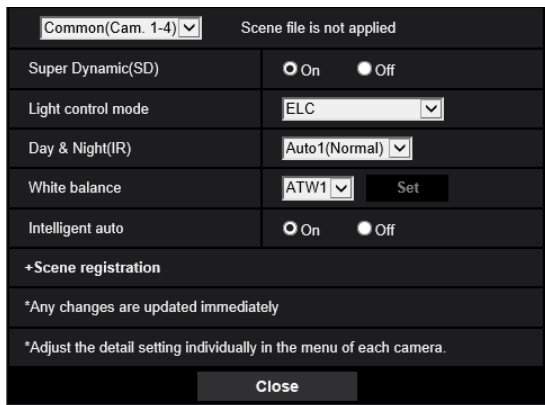 Common(Cam. 1-4) Scene file is not applied
Super Dynamic(SD) On Off
Light control mode ELC
Day & Night(IR) Auto1(Normal)
White balance ATW1 Set
Intelligent auto On Off
+Scene registration
*Any changes are updated immediately
*Adjust the detail setting individually in the menu of each camera.
Close